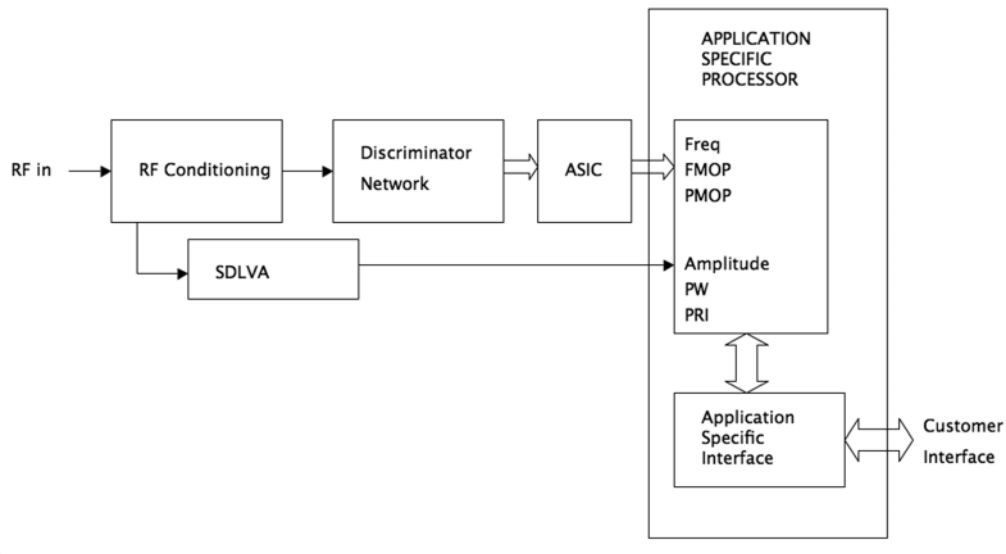 APPLICATION
SPECIFIC
PROCESSOR
RF in
RF Conditioning
Discriminator
Network
ASIC
Freq
FMOP
PMOP
SDLVA
Amplitude
PW
PRI
Application
Specific
Interface
Customer
Interface